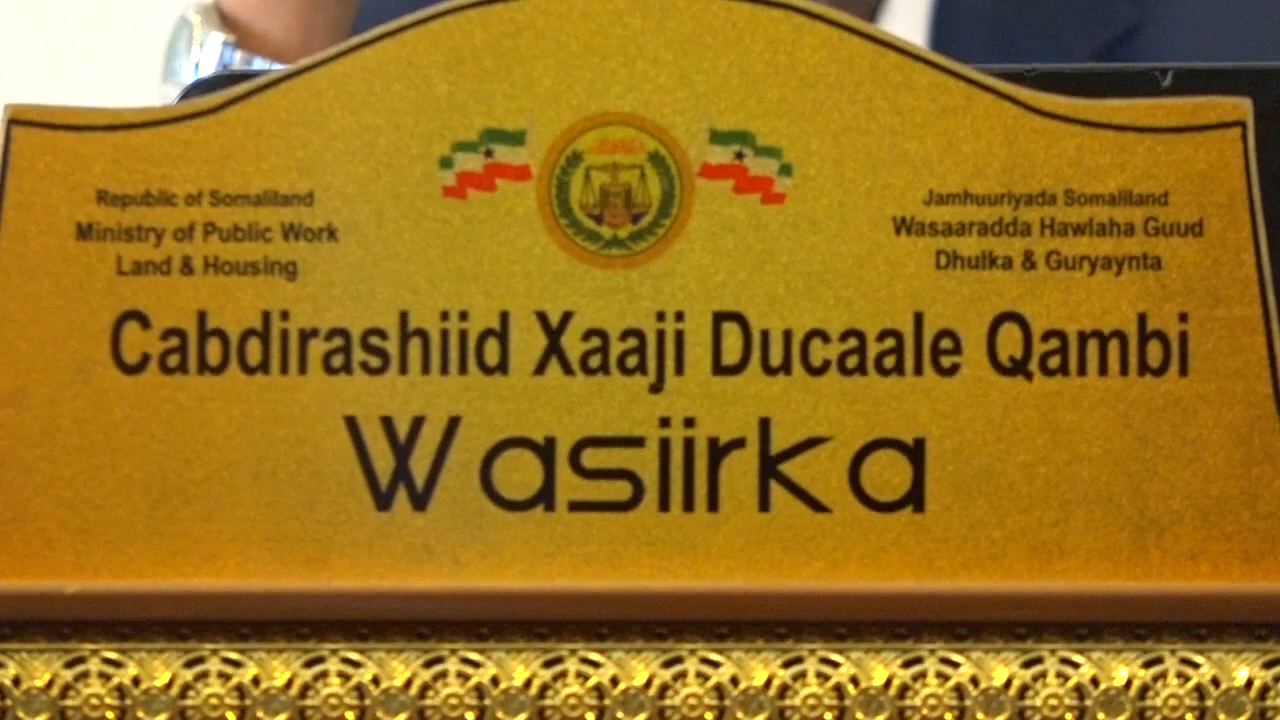 Republic of Somaliland
Ministry of Public Work
Land & Housing
Jamhuuriyada Somaliland
Wasaaradda Hawlaha Guud
Dhulka & Guryaynta
Cabdirashiid Xaaji Ducaale Qambi
Wasiirka